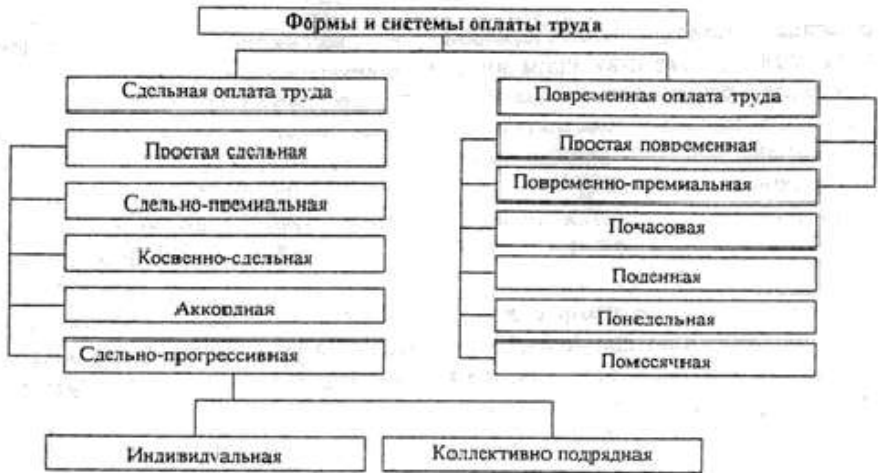 Формы и системы оплаты труда
Сдельная оплата труда
Повременная оплата труда
Простая сдельная
Сдельно-премиальная
Косвенно-сдельная
Аккордная
Сдельно-прогрессивная
Простая повременная
Повременно-премиальная
Почасовая
Поденная
Понедельная
Помесячная
Индивидуальная
Коллективно подрядная